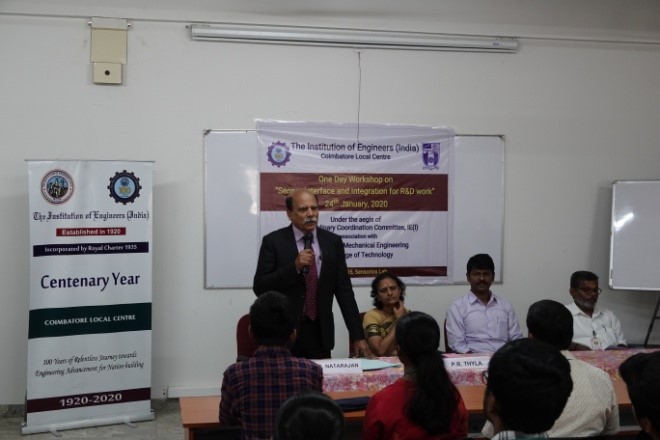 The Institution of Engineers (India)
Established in 1920
Incorporated by Royal Charter 1935
Centenary Year
COIMBATORE LOCAL CENTRE
100 Years of Relentless Journey towards
Engineering Advancement for Nation-building
1920-2020
The Institution of Engineers (India)
Coimbatore Local Centre
One Day Workshop on
Interface and Integration for R&D work"
24th January, 2020
Under the aegis of
Coordination Committee, IE(I)
association with
Mechanical Engineering
of Technology
NATARAJAN
P.R. THYLA